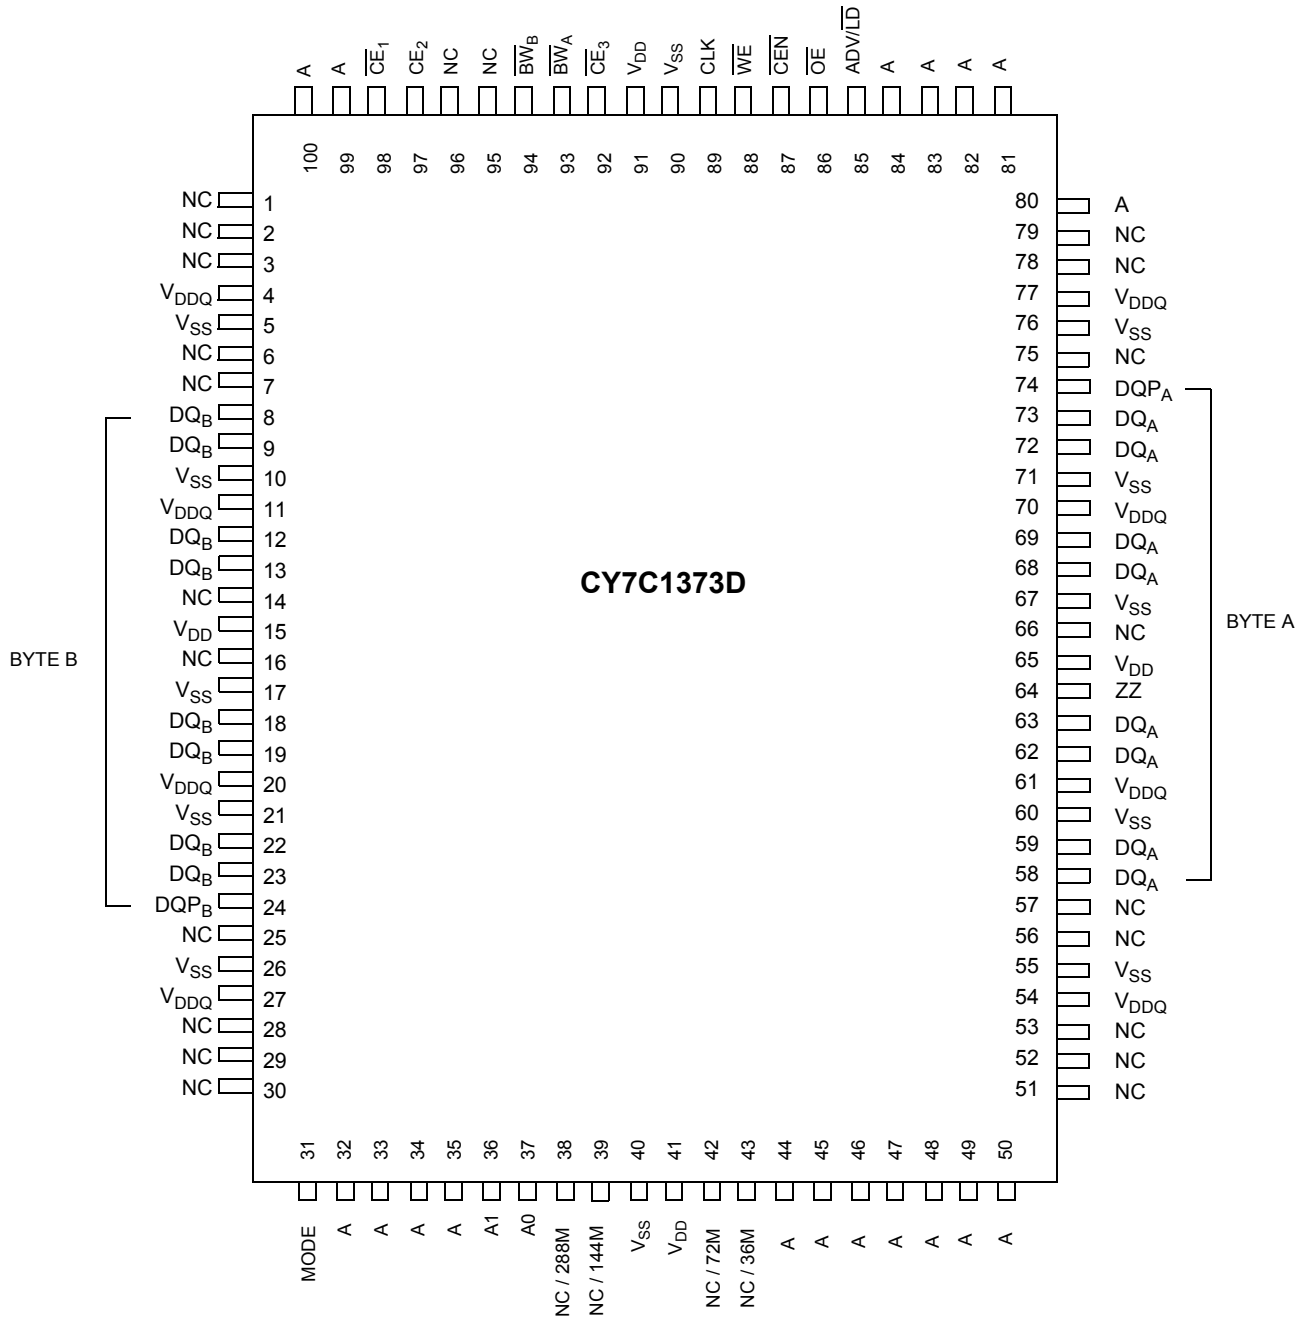 A A CE1 CE2 NC NC BWB BWA CE3 VDD VSS CLK WE CEN OE ADV/LD A A A A
100 99 98 97 96 95 94 93 92 91 90 89 88 87 86 85 84 83 82 81
NC 1
NC 2
NC 3
VDDQ 4
VSS 5
NC 6
NC 7
DQB 8
DQB 9
VSS 10
VDDQ 11
DQB 12
DQB 13
NC 14
VDD 15
NC 16
VSS 17
DQB 18
DQB 19
VDDQ 20
VSS 21
DQB 22
DQB 23
DQPB 24
NC 25
VSS 26
VDDQ 27
NC 28
NC 29
NC 30
BYTE B
CY7C1373D
80 A
79 NC
78 NC
77 VDDQ
76 VSS
75 NC
74 DQPA
73 DQA
72 DQA
71 VSS
70 VDDQ
69 DQA
68 DQA
67 VSS
66 NC
65 VDD
64 ZZ
63 DQA
62 DQA
61 VDDQ
60 VSS
59 DQA
58 DQA
57 NC
56 NC
55 VSS
54 VDDQ
53 NC
52 NC
51 NC
BYTE A
31 32 33 34 35 36 37 38 39 40 41 42 43 44 45 46 47 48 49 50
MODE A A A A A1 A0 NC / 288M NC / 144M VSS VDD NC / 72M NC / 36M A A A A A A A